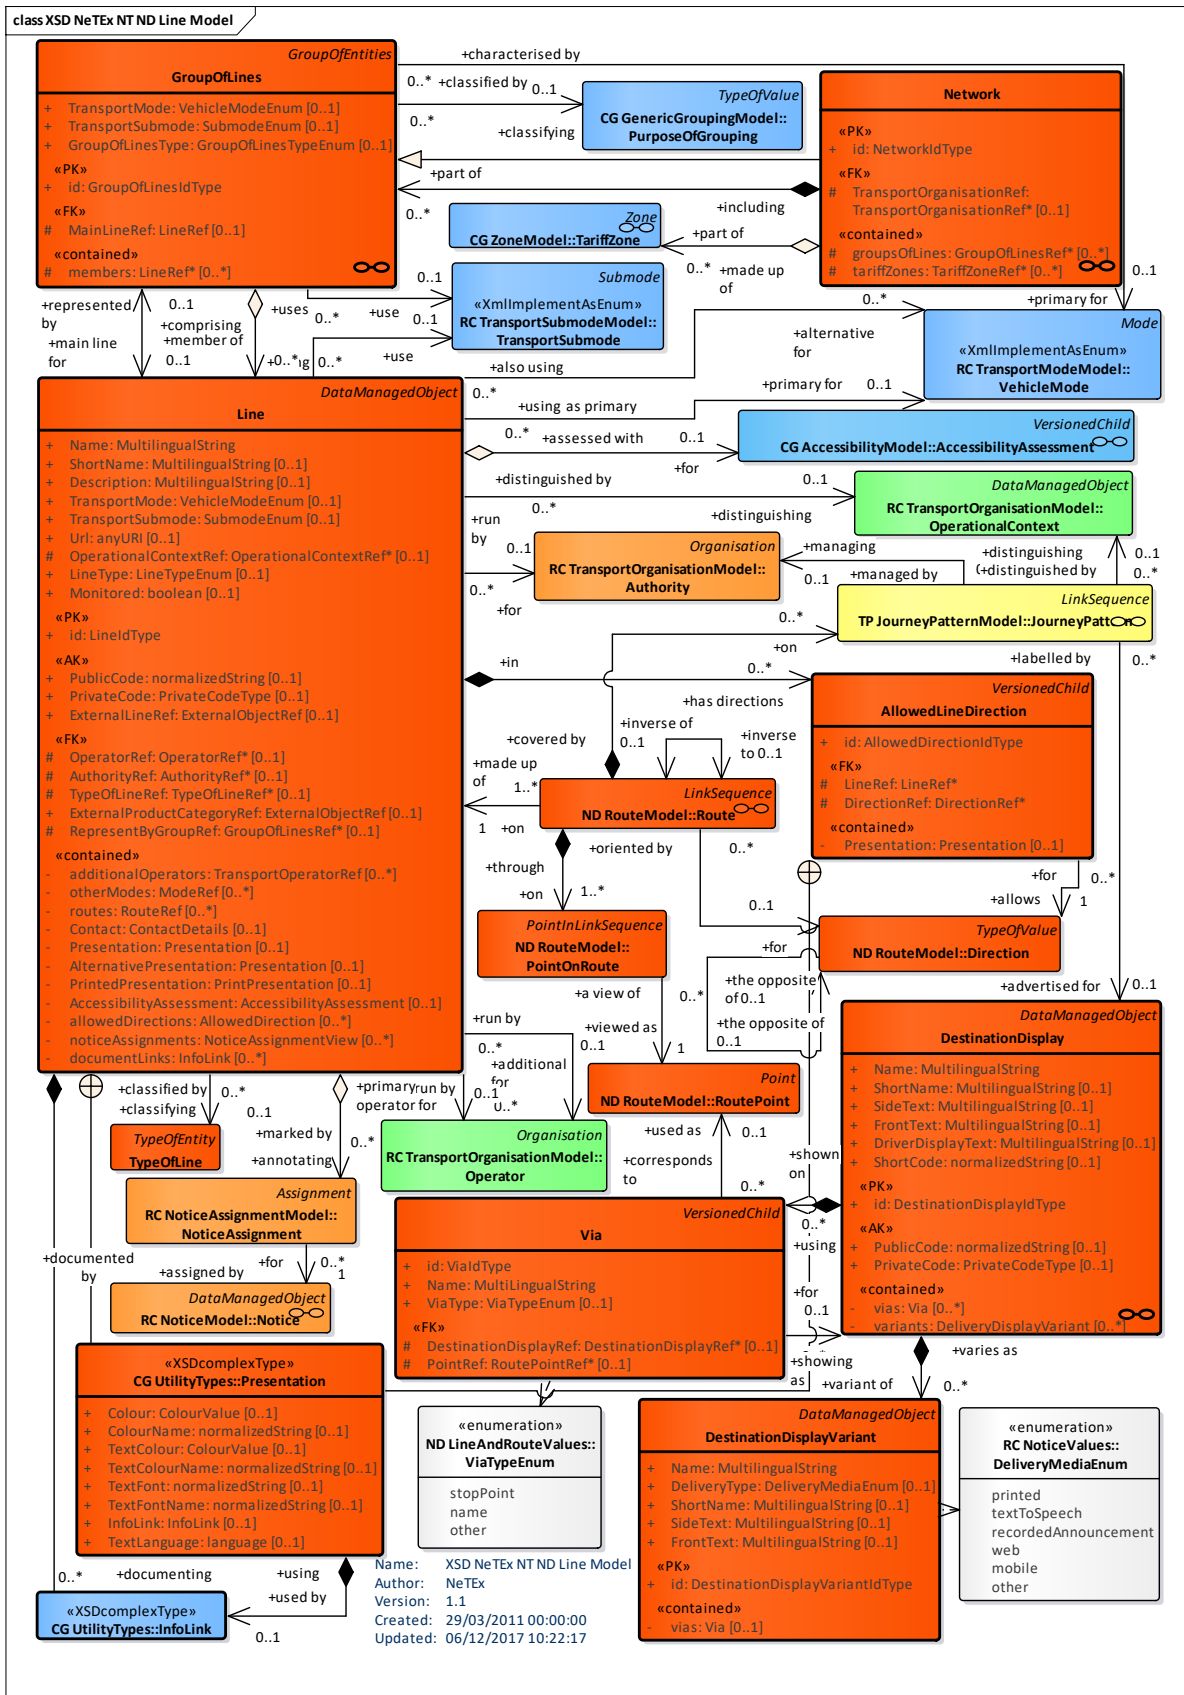 class XSD NeTEx NT ND Line Model
GroupOfEntities
GroupOfLines
+ TransportMode: VehicleModeEnum [0..1]
+ TransportSubmode: SubmodeEnum [0..1]
+ GroupOfLinesType: GroupOfLinesTypeEnum [0..1]
«PK»
+ id: GroupOfLinesIdType
«FK»
# MainLineRef: LineRef [0..1]
«contained»
# members: LineRef* [0..*]
+characterised by
0..*
+classified by
0..1
0..*
+classifying
TypeOfValue
CG GenericGroupingModel::
PurposeOfGrouping
Network
«PK»
+ id: NetworkIdType
«FK»
# TransportOrganisationRef:
TransportOrganisationRef* [0..1]
«contained»
# groupsOfLines: GroupOfLinesRef* [0..*]
# tariffZones: TariffZoneRef* [0..*]
+part of
0..*
+including
+part of
0..*
+made up
of
Zone
CG ZoneModel::TariffZone
0..1
+primary for
Submode
«XmlImplementAsEnum»
RC TransportSubmodeModel::
TransportSubmode
0..1
+uses
0..*
+use
0..1
+use
+represented
by
0..1
+main line
for
+comprising
+member of
0..1
0..*
0..*
+alternative
for
Mode
«XmlImplementAsEnum»
RC TransportModeModel::
VehicleMode
+also using
0..*
+primary for
0..1
+using as primary
0..*
+assessed with
0..1
+for
VersionedChild
CG AccessibilityModel::AccessibilityAssessment
+distinguished by
0..*
0..1
+distinguishing
DataManagedObject
RC TransportOrganisationModel::
OperationalContext
DataManagedObject
Line
+ Name: MultilingualString
+ ShortName: MultilingualString [0..1]
+ Description: MultilingualString [0..1]
+ TransportMode: VehicleModeEnum [0..1]
+ TransportSubmode: SubmodeEnum [0..1]
+ Url: anyURI [0..1]
# OperationalContextRef: OperationalContextRef* [0..1]
+ LineType: LineTypeEnum [0..1]
+ Monitored: boolean [0..1]
«PK»
+ id: LineIdType
«AK»
+ PublicCode: normalizedString [0..1]
+ PrivateCode: PrivateCodeType [0..1]
+ ExternalLineRef: ExternalObjectRef [0..1]
«FK»
# OperatorRef: OperatorRef* [0..1]
# AuthorityRef: AuthorityRef* [0..1]
# TypeOfLineRef: TypeOfLineRef* [0..1]
+ ExternalProductCategoryRef: ExternalObjectRef [0..1]
# RepresentByGroupRef: GroupOfLinesRef* [0..1]
«contained»
- additionalOperators: TransportOperatorRef [0..*]
- otherModes: ModeRef [0..*]
- routes: RouteRef [0..*]
- Contact: ContactDetails [0..1]
- Presentation: Presentation [0..1]
- AlternativePresentation: Presentation [0..1]
- PrintedPresentation: PrintPresentation [0..1]
- AccessibilityAssessment: AccessibilityAssessment [0..1]
- allowedDirections: AllowedDirection [0..*]
- noticeAssignments: NoticeAssignmentView [0..*]
- documentLinks: InfoLink [0..*]
+run
by
0..1
0..*
+for
Organisation
RC TransportOrganisationModel::
Authority
+managing
0..1
+managed by
+distinguishing
+distinguished by
0..1
0..*
LinkSequence
TP JourneyPatternModel::JourneyPattern
0..*
+on
+labelled by
0..*
+in
0..*
+has directions
VersionedChild
AllowedLineDirection
+ id: AllowedDirectionIdType
«FK»
# LineRef: LineRef*
# DirectionRef: DirectionRef*
«contained»
- Presentation: Presentation [0..1]
+covered by
+inverse of
0..1
+inverse
to 0..1
+made up
of
1..*
1
+on
LinkSequence
ND RouteModel::Route
+oriented by
0..*
+through
+on
1..*
+for
0..*
+allows
1
0..1
PointInLinkSequence
ND RouteModel::
PointOnRoute
TypeOfValue
ND RouteModel::Direction
+for
+the opposite
of 0..1
+the opposite of
0..1
+a view of
0..*
+viewed as
1
+advertised for
0..1
DataManagedObject
DestinationDisplay
+ Name: MultilingualString
+ ShortName: MultilingualString [0..1]
+ SideText: MultilingualString [0..1]
+ FrontText: MultilingualString [0..1]
+ DriverDisplayText: MultilingualString [0..1]
+ ShortCode: normalizedString [0..1]
«PK»
+ id: DestinationDisplayIdType
«AK»
+ PublicCode: normalizedString [0..1]
+ PrivateCode: PrivateCodeType [0..1]
«contained»
- vias: Via [0..*]
- variants: DeliveryDisplayVariant [0..*]
+run by
0..*
0..1
+additional
for
+primary
operator for
run by
0..1
0..*
Point
ND RouteModel::RoutePoint
Organisation
RC TransportOrganisationModel::
Operator
+classified by
0..*
+classifying
0..1
TypeOfEntity
TypeOfLine
+marked by
0..*
+annotating
Assignment
RC NoticeAssignmentModel::
NoticeAssignment
+for
0..*
1
+assigned by
DataManagedObject
RC NoticeModel::Notice
+documented
by
+used as
0..1
+corresponds
to
0..*
+shown
on
0..*
+using
VersionedChild
Via
+ id: ViaIdType
+ Name: MultiLingualString
+ ViaType: ViaTypeEnum [0..1]
«FK»
# DestinationDisplayRef: DestinationDisplayRef* [0..1]
# PointRef: RoutePointRef* [0..1]
+for
0..1
+showing
as
+varies as
+variant of
0..*
«XSDcomplexType»
CG UtilityTypes::Presentation
+ Colour: ColourValue [0..1]
+ ColourName: normalizedString [0..1]
+ TextColour: ColourValue [0..1]
+ TextColourName: normalizedString [0..1]
+ TextFont: normalizedString [0..1]
+ TextFontName: normalizedString [0..1]
+ InfoLink: InfoLink [0..1]
+ TextLanguage: language [0..1]
«enumeration»
ND LineAndRouteValues::
ViaTypeEnum
stopPoint
name
other
DataManagedObject
DestinationDisplayVariant
+ Name: MultilingualString
+ DeliveryType: DeliveryMediaEnum [0..1]
+ ShortName: MultilingualString [0..1]
+ SideText: MultilingualString [0..1]
+ FrontText: MultilingualString [0..1]
«PK»
+ id: DestinationDisplayVariantIdType
«contained»
- vias: Via [0..1]
«enumeration»
RC NoticeValues::
DeliveryMediaEnum
printed
textToSpeech
recordedAnnouncement
web
mobile
other
0..*
+documenting
+using
+used by
0..1
«XSDcomplexType»
CG UtilityTypes::InfoLink
Name: XSD NeTEx NT ND Line Model
Author: NeTEx
Version: 1.1
Created: 29/03/2011 00:00:00
Updated: 06/12/2017 10:22:17